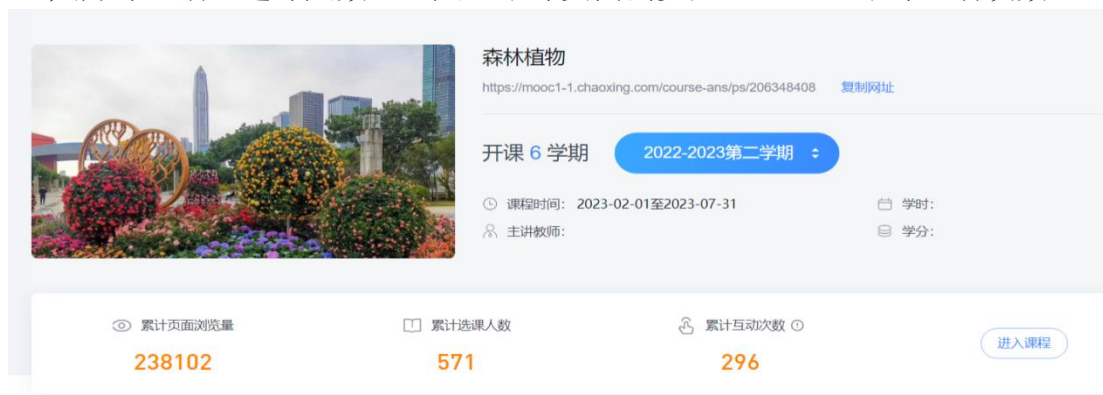 森林植物
https://mooc1-1.chaoxing.com/course-ans/ps/206348408 复制网址
开课 6 学期 2022-2023第二学期
课程时间： 2023-02-01至2023-07-31 学时：
主讲教师： 学分：
累计页面浏览量 累计选课人数 累计互动次数
238102 571 296
进入课程